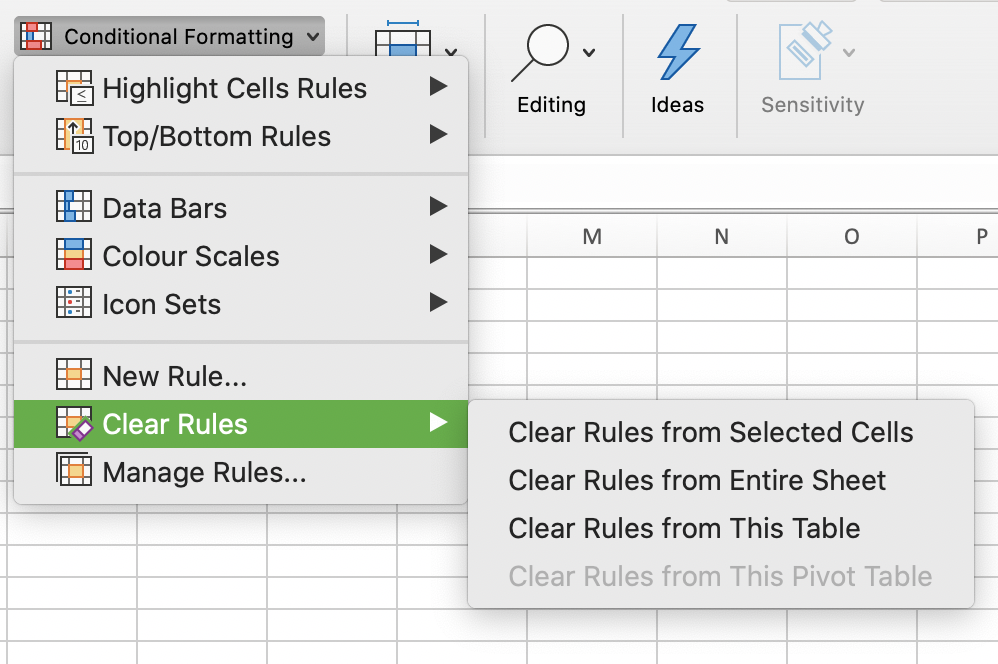 Conditional Formatting
Highlight Cells Rules
10
Top/Bottom Rules
Data Bars
Colour Scales
Icon Sets
New Rule...
Clear Rules
Manage Rules...
Clear Rules from Selected Cells
Clear Rules from Entire Sheet
Clear Rules from This Table
Clear Rules from This Pivot Table
Editing
Ideas
Sensitivity
M N O P